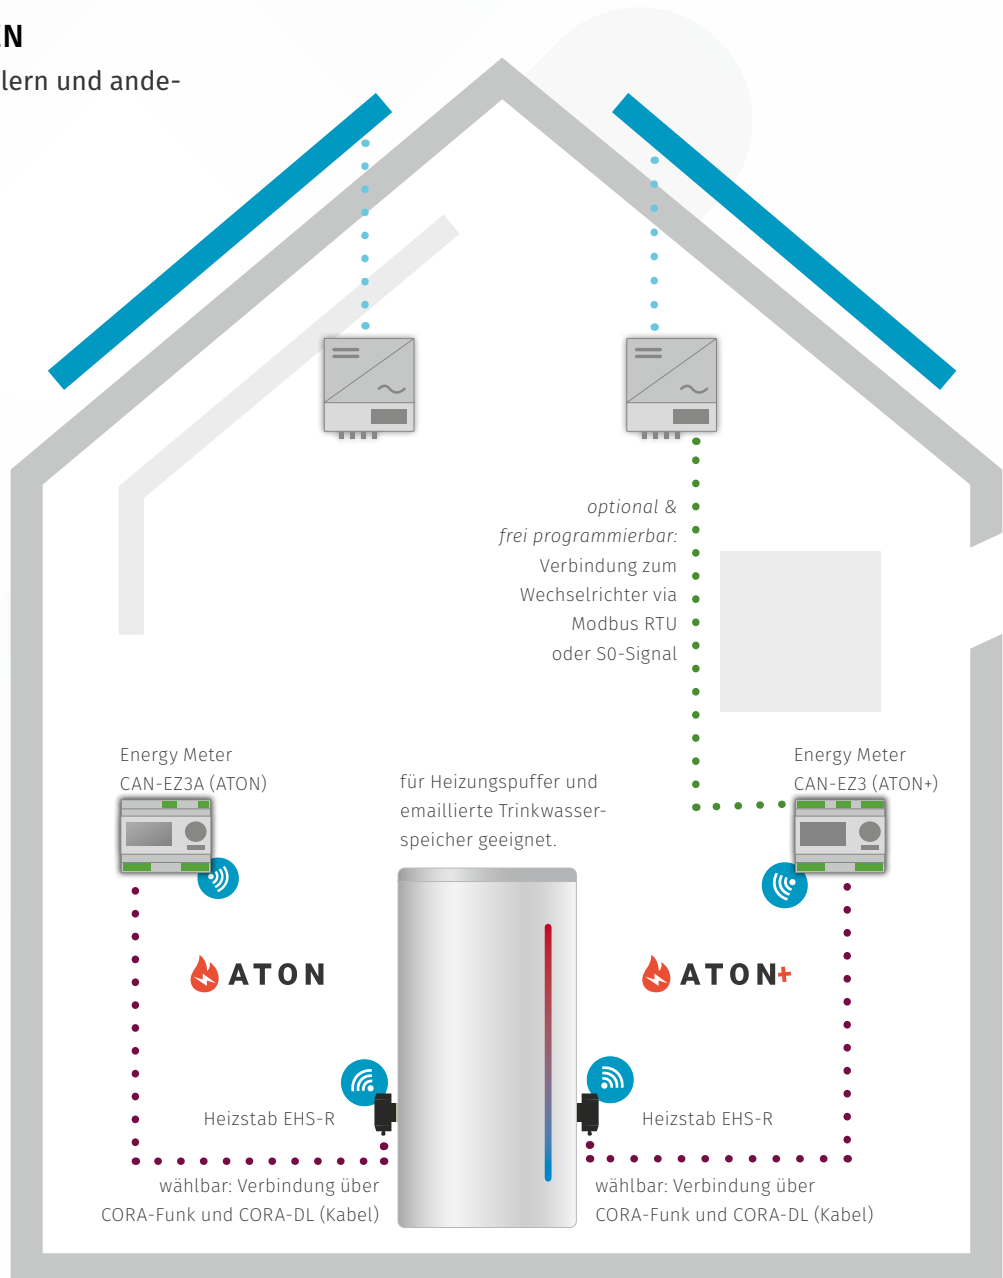 EN
lern und ande-
optional &
frei programmierbar:
Verbindung zum
Wechselrichter via
Modbus RTU
oder S0-Signal
Energy Meter
CAN-EZ3A (ATON)
für Heizungspuffer und
emaillierte Trinkwasser-
speicher geeignet.
Energy Meter
CAN-EZ3 (ATON+)
ATON
ATON+
Heizstab EHS-R
Heizstab EHS-R
wählbar: Verbindung über
CORA-Funk und CORA-DL (Kabel)
wählbar: Verbindung über
CORA-Funk und CORA-DL (Kabel)